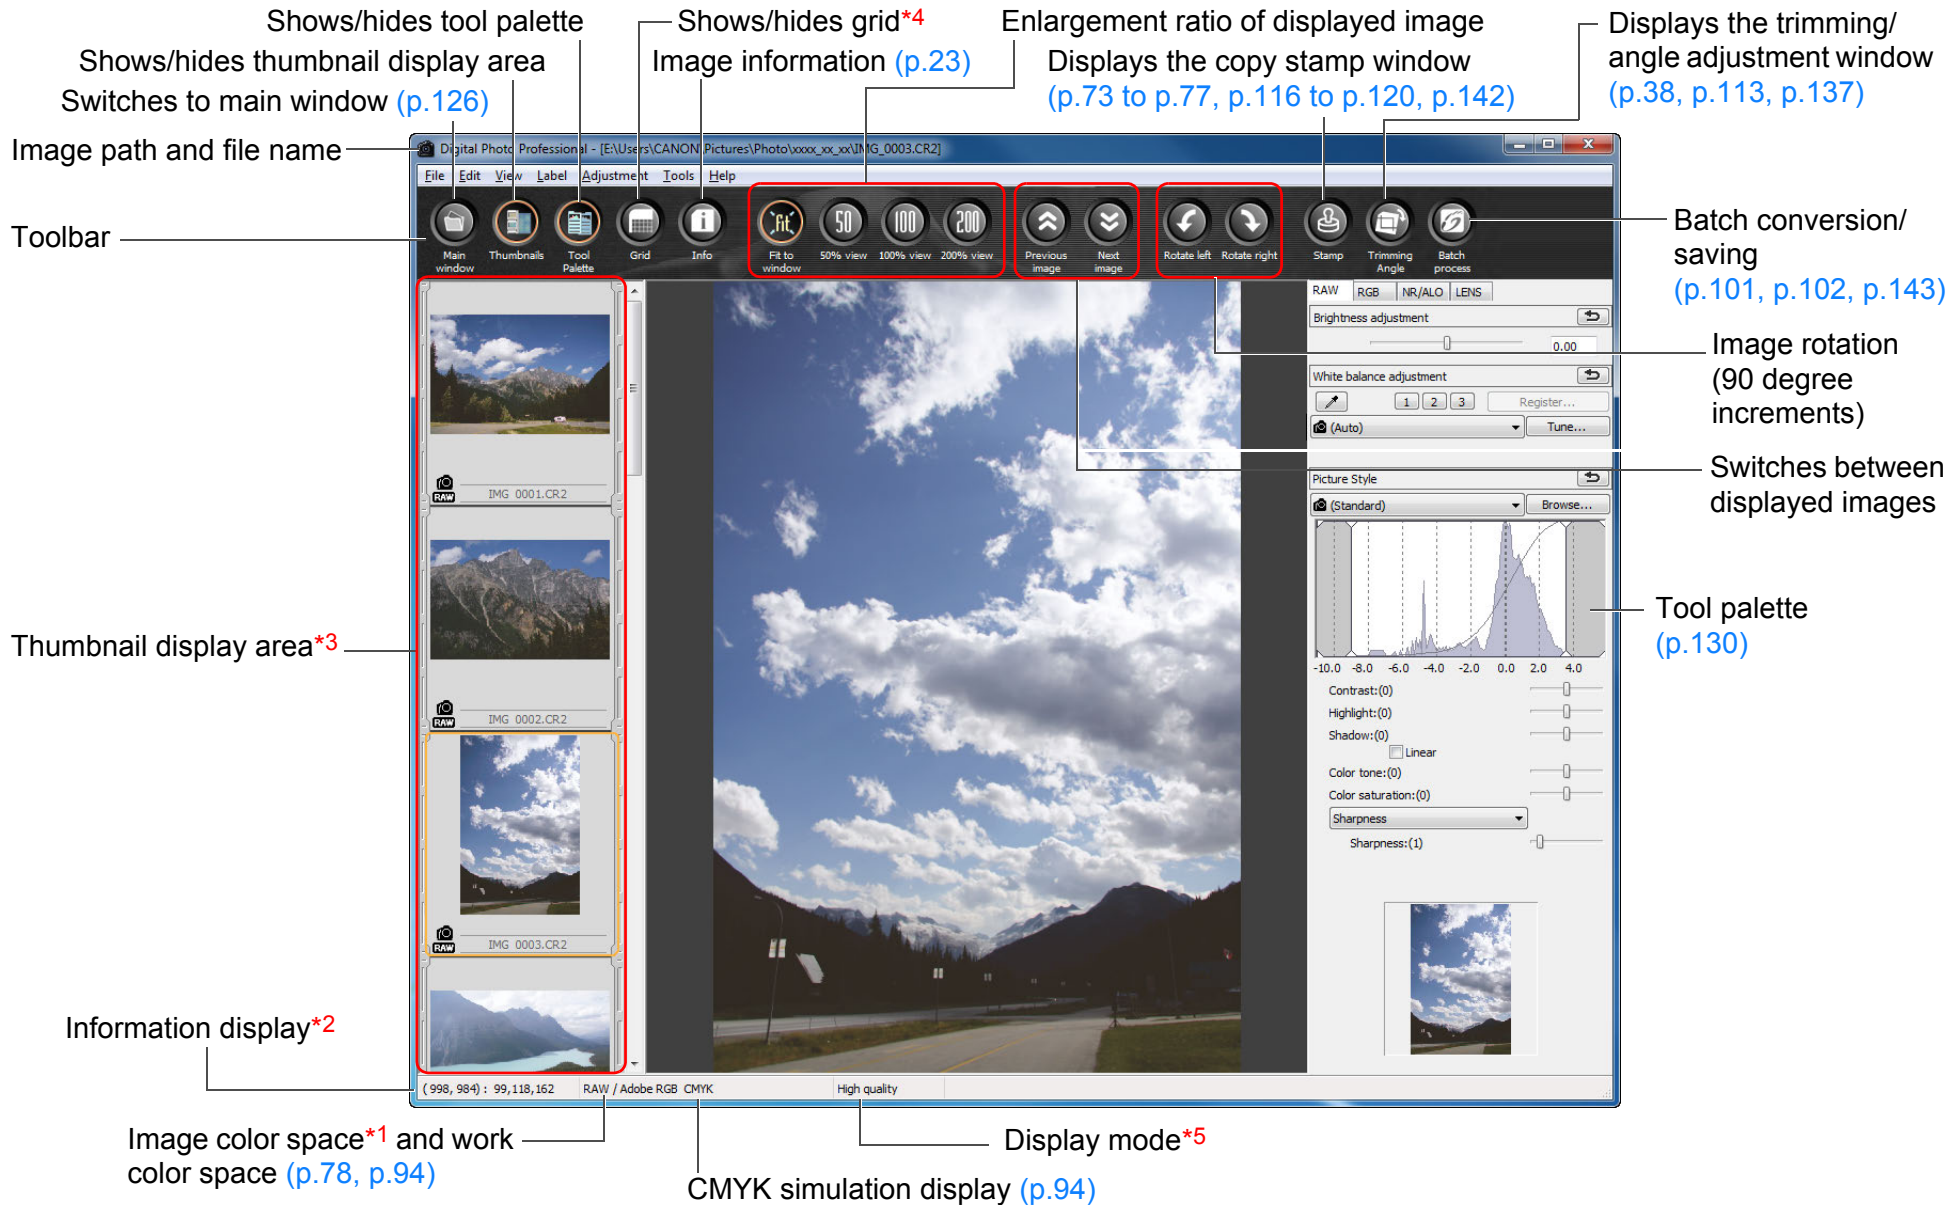 Shows/hides tool palette
Shows/hides grid*4
Enlargement ratio of displayed image
Displays the trimming/
angle adjustment window
(p.38, p.113, p.137)
Shows/hides thumbnail display area
Image information (p.23)
Displays the copy stamp window
(p.73 to p.77, p.116 to p.120, p.142)
Switches to main window (p.126)
Image path and file name
Digital Photo Professional - [E:\Users\CANON\Pictures\Photo\xxxx_xx_xx\IMG_0003.CR2]
File Edit View Label Adjustment Tools Help
Toolbar
fit 50 100 200
Main window
Thumbnails
Tool Palette
Grid
Info
Fit to window
50% view
100% view
200% view
Previous image
Next image
Rotate left
Rotate right
Stamp
Trimming Angle
Batch process
Batch conversion/
saving
(p.101, p.102, p.143)
RAW RGB NR/ALO LENS
Brightness adjustment
0.00
Image rotation
(90 degree
increments)
White balance adjustment
1 2 3 Register...
(Auto) Tune...
Switches between
displayed images
Picture Style
(Standard) Browse...
-10.0 -8.0 -6.0 -4.0 -2.0 0.0 2.0 4.0
Tool palette
(p.130)
Contrast:(0)
Highlight:(0)
Shadow:(0)
Linear
Color tone:(0)
Color saturation:(0)
Sharpness
Sharpness:(1)
Thumbnail display area*3
RAW IMG_0001.CR2
RAW IMG_0002.CR2
RAW IMG_0003.CR2
Information display*2
(998, 984) : 99,118,162 RAW / Adobe RGB CMYK High quality
Image color space*1 and work
color space (p.78, p.94)
Display mode*5
CMYK simulation display (p.94)